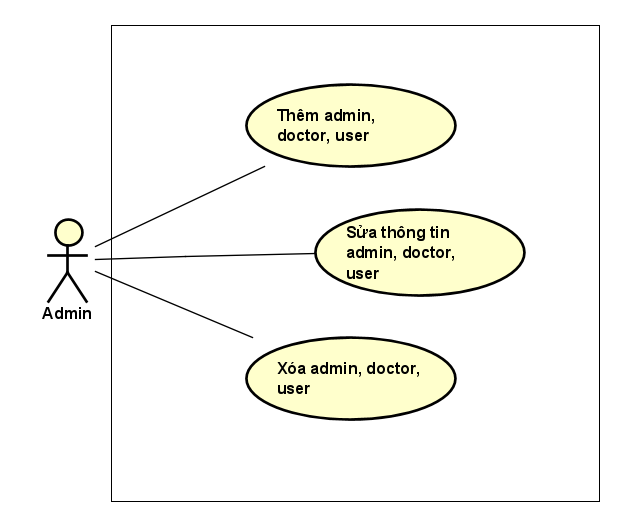 Thêm admin,
doctor, user
Sửa thông tin
admin, doctor,
user
Admin
Xóa admin, doctor,
user